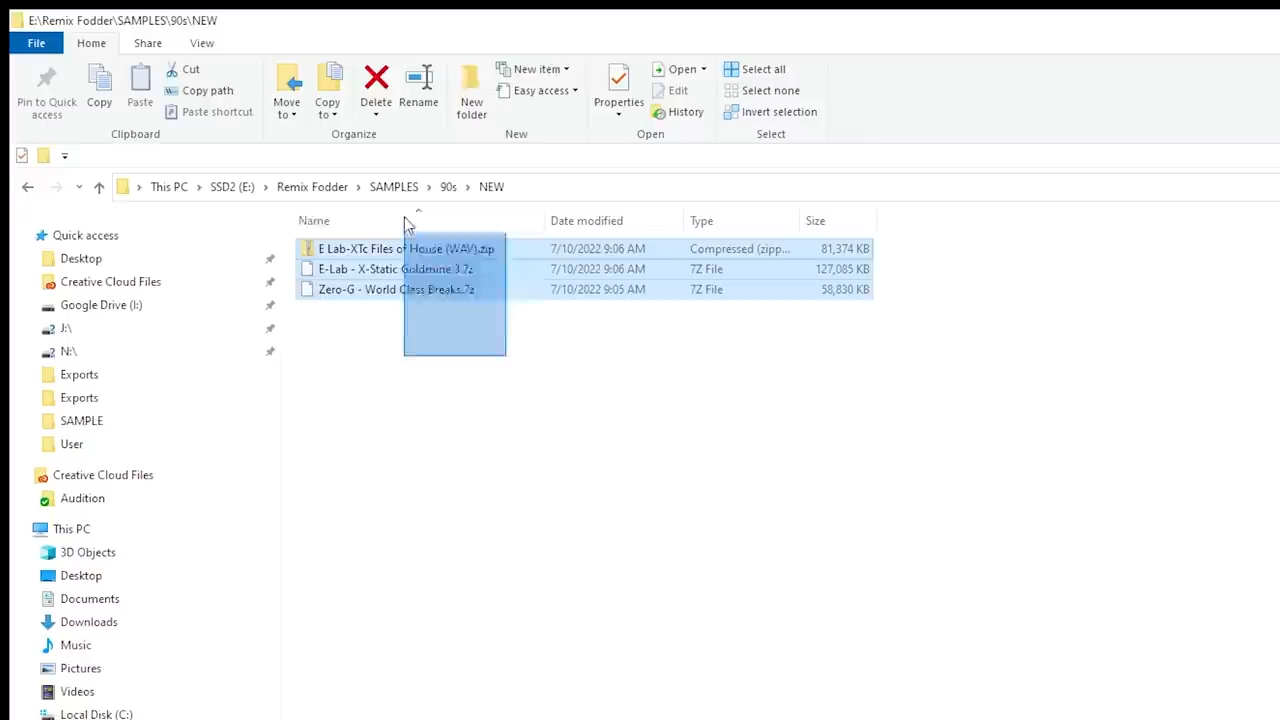 E:\Remix Fodder\SAMPLES\90s\NEW
File Home Share View
Pin to Quick access
Copy
Paste
Cut
Copy path
Paste shortcut
Clipboard
Move to
Copy to
Delete
Rename
Organize
New folder
New item
Easy access
New
Properties
Open
Edit
History
Open
Select all
Select none
Invert selection
Select
This PC > SSD2 (E:) > Remix Fodder > SAMPLES > 90s > NEW
Name Date modified Type Size
E Lab-XTc Files of House (WAV).zip 7/10/2022 9:06 AM Compressed (zipp... 81,374 KB
E-Lab - X-Static Goldmine 3.7z 7/10/2022 9:06 AM 7Z File 127,085 KB
Zero-G - World Class Breaks.7z 7/10/2022 9:05 AM 7Z File 58,830 KB
Quick access
Desktop
Creative Cloud Files
Google Drive (I:)
J:\
N:\
Exports
Exports
SAMPLE
User
Creative Cloud Files
Audition
This PC
3D Objects
Desktop
Documents
Downloads
Music
Pictures
Videos
Local Disk (C:)